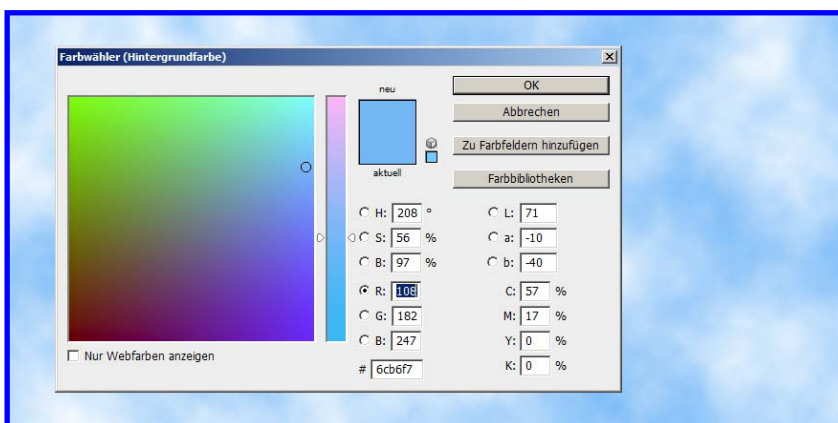 Farbwähler (Hintergrundfarbe)
neu
aktuell
OK
Abbrechen
Zu Farbfeldern hinzufügen
Farbbibliotheken
H: 208 °
S: 56 %
B: 97 %
R: 108
G: 182
B: 247
# 6cb6f7
L: 71
a: -10
b: -40
C: 57 %
M: 17 %
Y: 0 %
K: 0 %
Nur Webfarben anzeigen